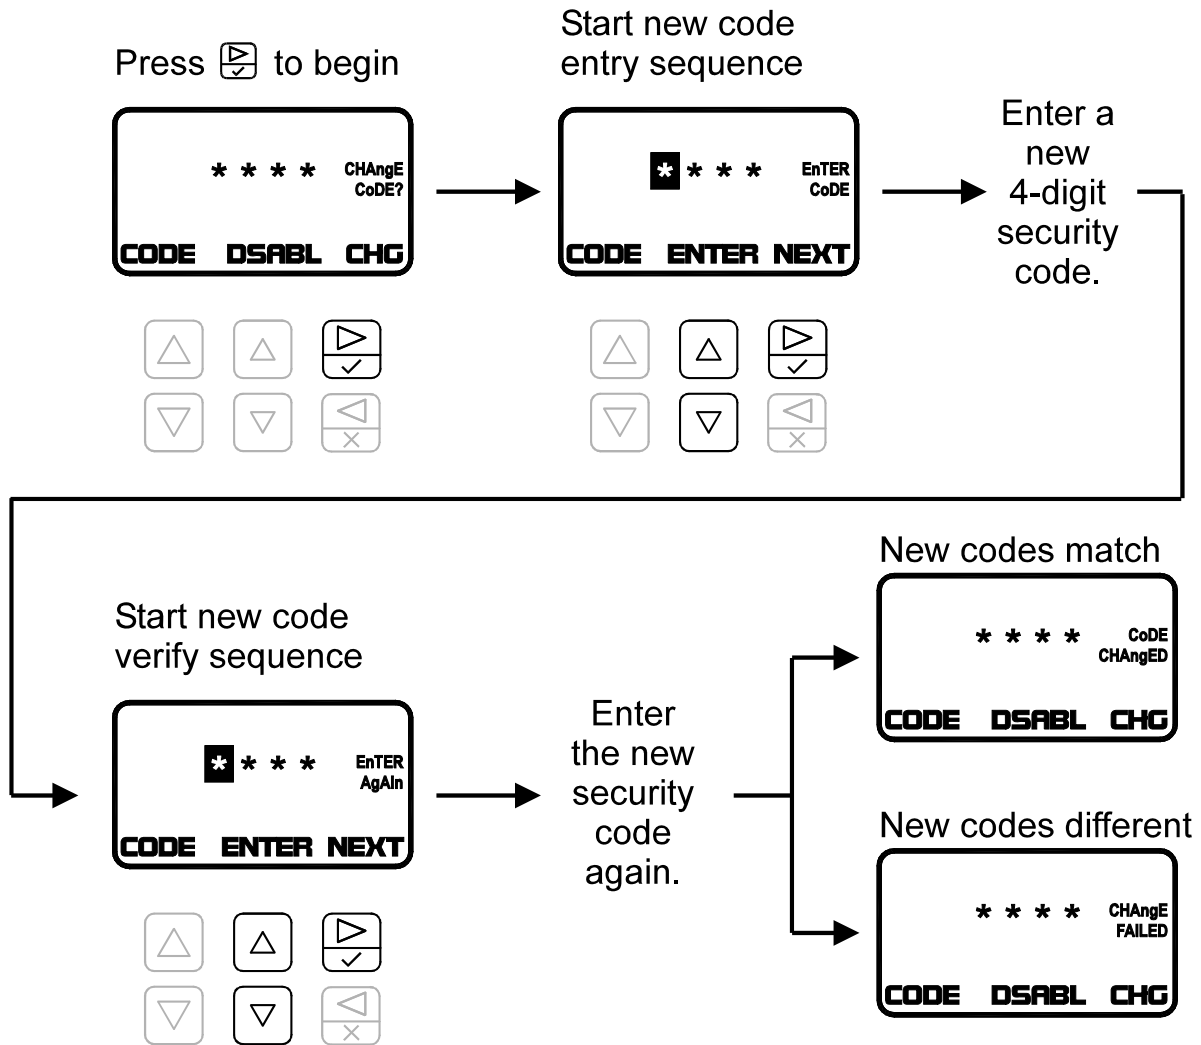 Press to begin
* * * * CHAngE
CoDE?
CODE DSABL CHG
Start new code
entry sequence
* * * * EnTER
CoDE
CODE ENTER NEXT
Enter a
new
4-digit
security
code.
Start new code
verify sequence
* * * * EnTER
AgAIn
CODE ENTER NEXT
Enter
the new
security
code
again.
New codes match
* * * * CoDE
CHAngED
CODE DSABL CHG
New codes different
* * * * CHAngE
FAILED
CODE DSABL CHG